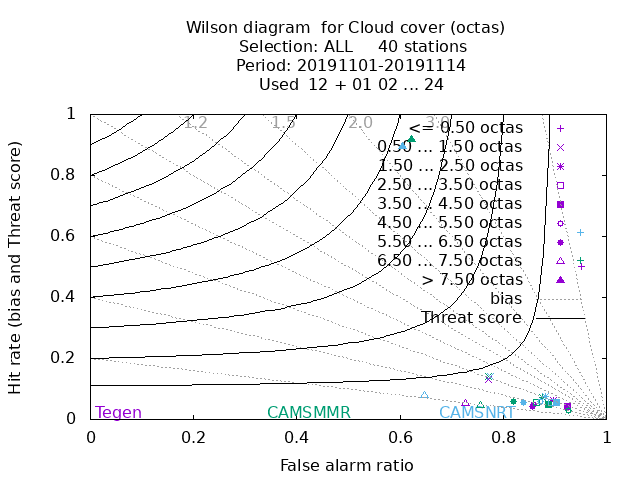 Wilson diagram  for Cloud cover (octas)
Selection: ALL     40 stations
Period: 20191101-20191114
Used  12 + 01 02 ... 24
1.2 1.5 2.0 3.0
<= 0.50 octas
0.50 ... 1.50 octas
1.50 ... 2.50 octas
2.50 ... 3.50 octas
3.50 ... 4.50 octas
4.50 ... 5.50 octas
5.50 ... 6.50 octas
6.50 ... 7.50 octas
> 7.50 octas
bias
Threat score
Hit rate (bias and Threat score)
1
0.8
0.6
0.4
0.2
0
Tegen CAMSMMR CAMSNRT
0 0.2 0.4 0.6 0.8 1
False alarm ratio